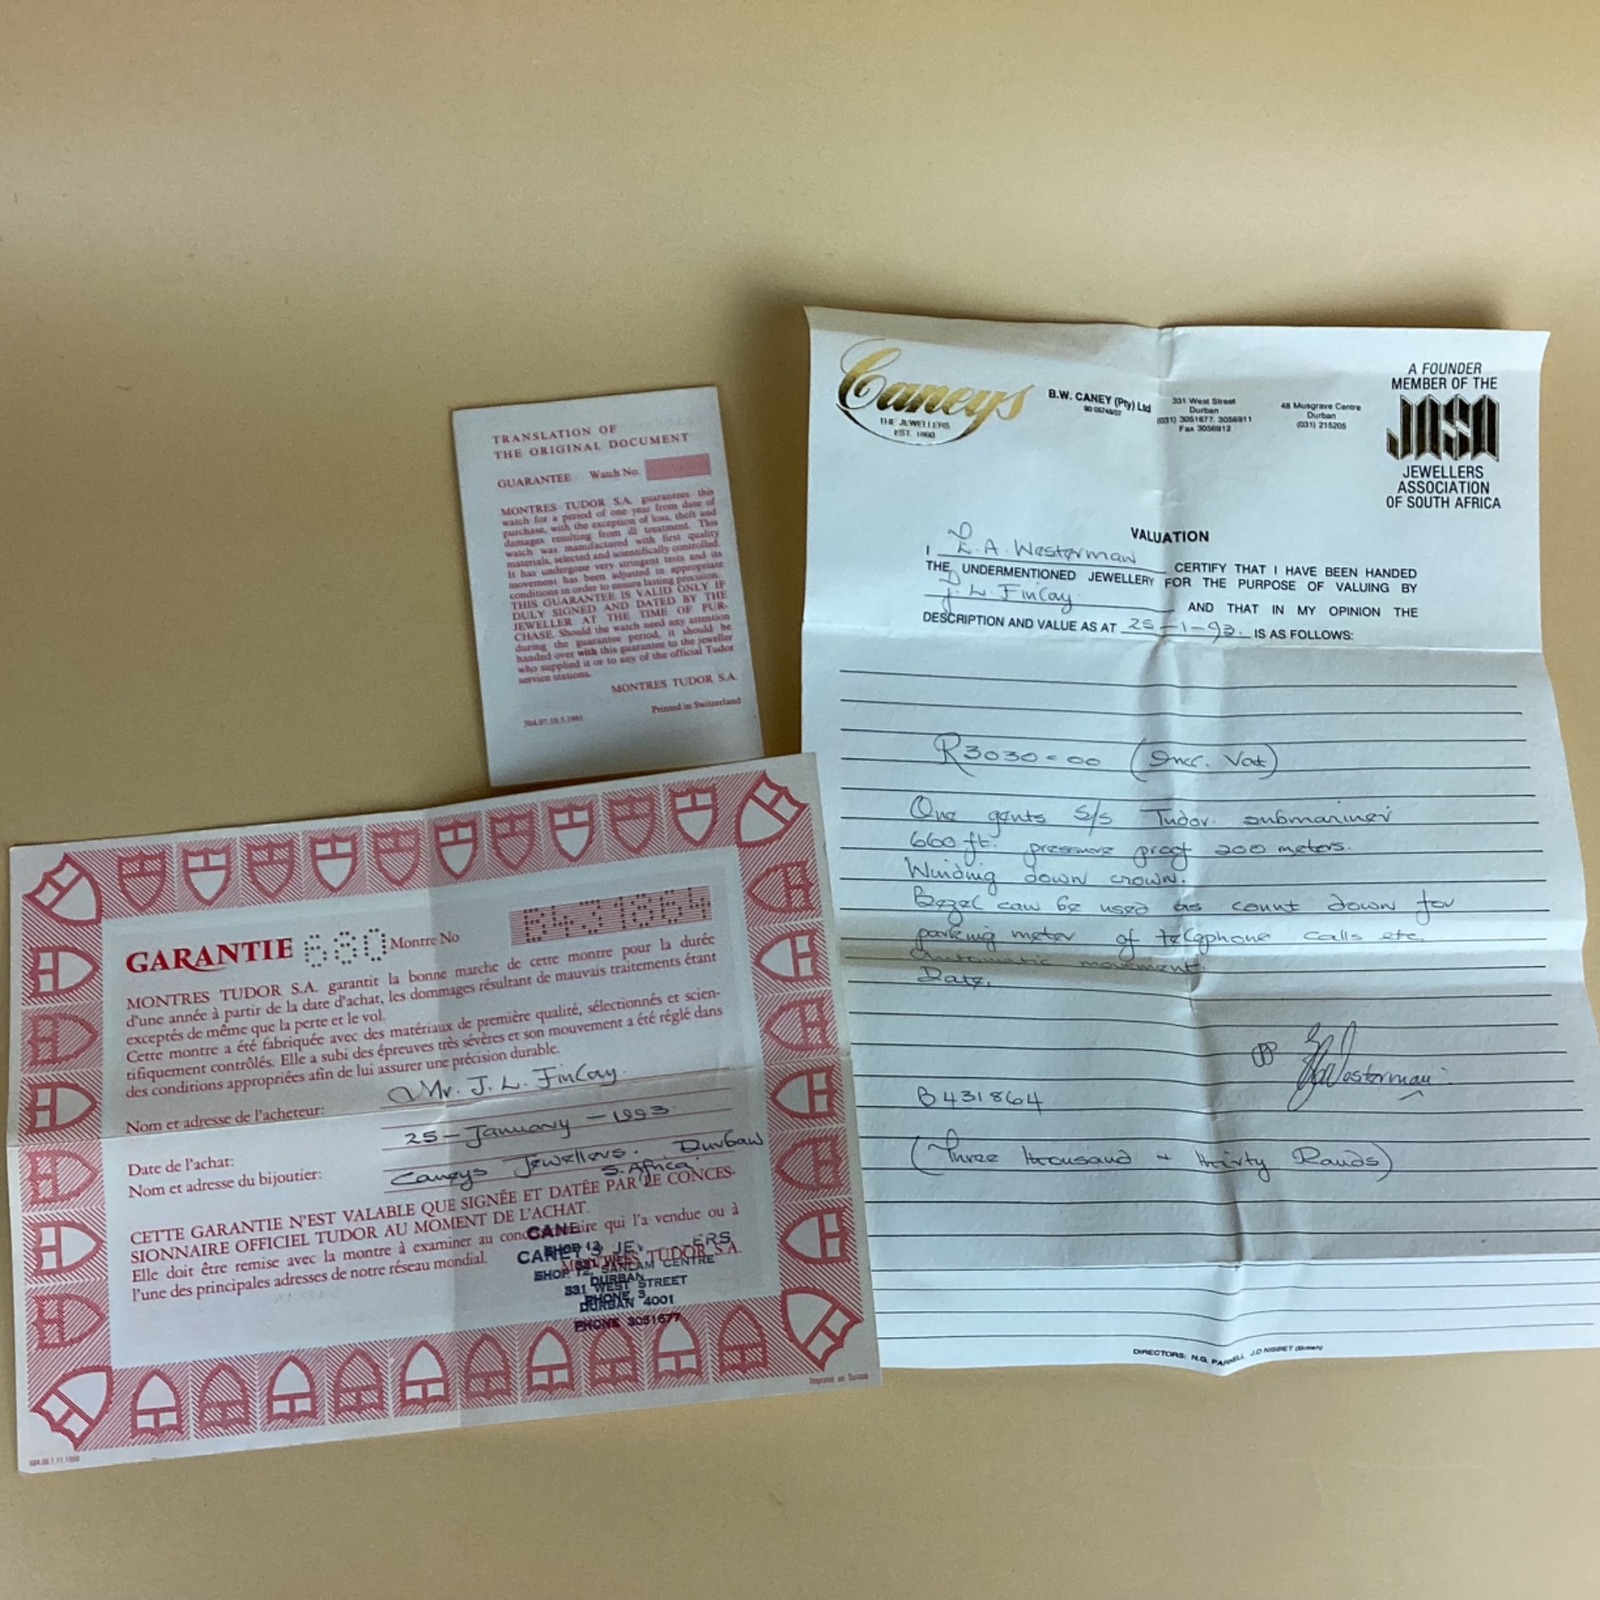 TRANSLATION OF
THE ORIGINAL DOCUMENT
GUARANTEE Watch No.
MONTRES TUDOR S.A. guarantees this
watch for a period of one year from date of
purchase, with the exception of loss, theft and
damages resulting from ill treatment. This
watch was manufactured with first quality
materials, selected and scientifically controlled.
It has undergone very stringent tests and its
movement has been adjusted in appropriate
conditions in order to ensure lasting precision.
THIS GUARANTEE IS VALID ONLY IF
DULY SIGNED AND DATED BY THE
JEWELLER AT THE TIME OF PUR-
CHASE. Should the watch need any attention
during the guarantee period, it should be
handed over with this guarantee to the jeweller
who supplied it or to any of the official Tudor
service stations.
MONTRES TUDOR S.A.
Printed in Switzerland
GARANTIE 680 Montre No B431864
MONTRES TUDOR S.A. garantit la bonne marche de cette montre pour la durée
d'une année à partir de la date d'achat, les dommages résultant de mauvais traitements étant
exceptés de même que la perte et le vol.
Cette montre a été fabriquée avec des matériaux de première qualité, sélectionnés et scien-
tifiquement contrôlés. Elle a subi des épreuves très sévères et son mouvement a été réglé dans
des conditions appropriées afin de lui assurer une précision durable.
Nom et adresse de l'acheteur: Mr. J. L. Finlay.
Date de l'achat: 25-January-1993.
Nom et adresse du bijoutier: Caneys Jewellers. Durban
S. Africa.
CETTE GARANTIE N'EST VALABLE QUE SIGNÉE ET DATÉE PAR LE CONCES-
SIONNAIRE OFFICIEL TUDOR AU MOMENT DE L'ACHAT.
Elle doit être remise avec la montre à examiner au qui l'a vendue ou à
l'une des principales adresses de notre réseau mondial.
TUDOR S.A.
SHOP 12, SANLAM CENTRE
331 WEST STREET
DURBAN 4001
PHONE 3051677
Imprimé en Suisse
Caneys
THE JEWELLERS
EST. 1860
B.W. CANEY (Pty) Ltd
331 West Street
Durban
(031) 3051677. 3056911
Fax 3056912
48 Musgrave Centre
Durban
(031) 215205
A FOUNDER
MEMBER OF THE
JASA
JEWELLERS
ASSOCIATION
OF SOUTH AFRICA
VALUATION
I A. Westerman CERTIFY THAT I HAVE BEEN HANDED
THE UNDERMENTIONED JEWELLERY FOR THE PURPOSE OF VALUING BY
J. L. Finlay AND THAT IN MY OPINION THE
DESCRIPTION AND VALUE AS AT 25-1-93. IS AS FOLLOWS:
R3030=00 (Incl. Vat)
One gents S/S Tudor. submariner
660 ft. pressure proof 200 meters.
Winding down crown.
Bezel can be used as count down for
parking meter of telephone calls etc.
Automatic movement.
Date.
Westerman
B431864
(Three thousand + thirty Rands)
DIRECTORS: N.G. PARNELL J.D NISBET (British)